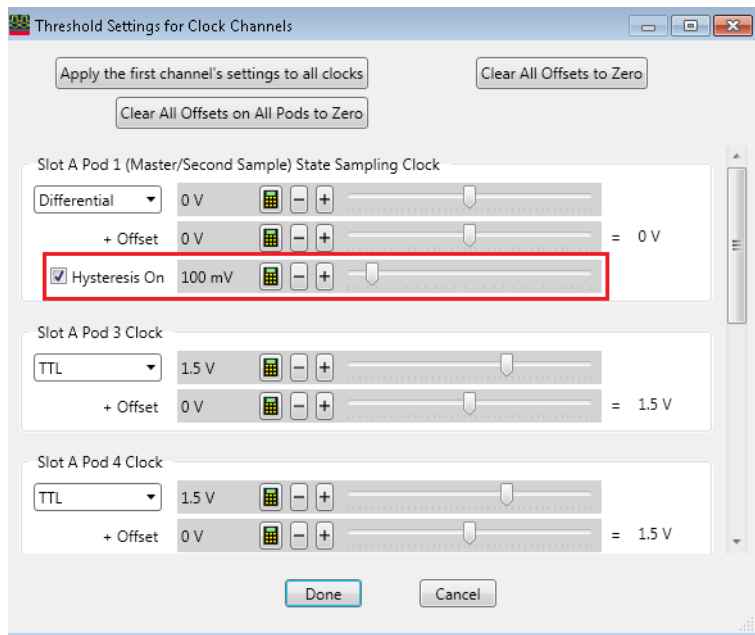 Threshold Settings for Clock Channels
Apply the first channel's settings to all clocks
Clear All Offsets to Zero
Clear All Offsets on All Pods to Zero
Slot A Pod 1 (Master/Second Sample) State Sampling Clock
Differential 0 V − +
+ Offset 0 V − + = 0 V
Hysteresis On 100 mV − +
Slot A Pod 3 Clock
TTL 1.5 V − +
+ Offset 0 V − + = 1.5 V
Slot A Pod 4 Clock
TTL 1.5 V − +
+ Offset 0 V − + = 1.5 V
Done Cancel